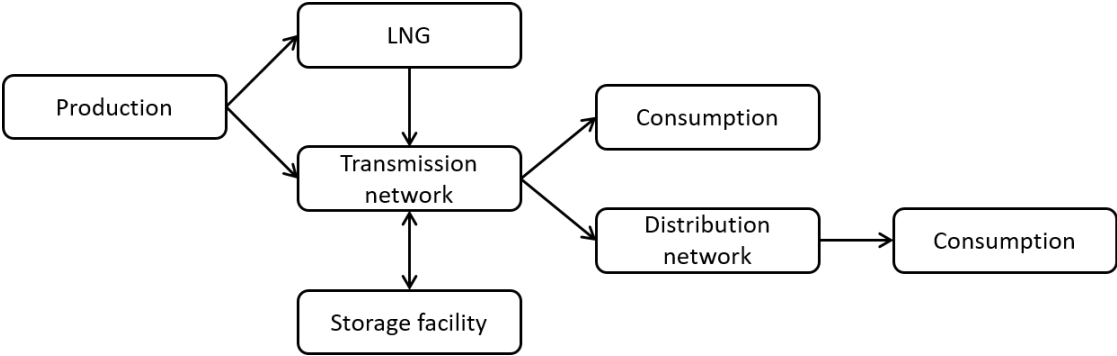 LNG
Production
Consumption
Transmission
network
Distribution
network
Consumption
Storage facility